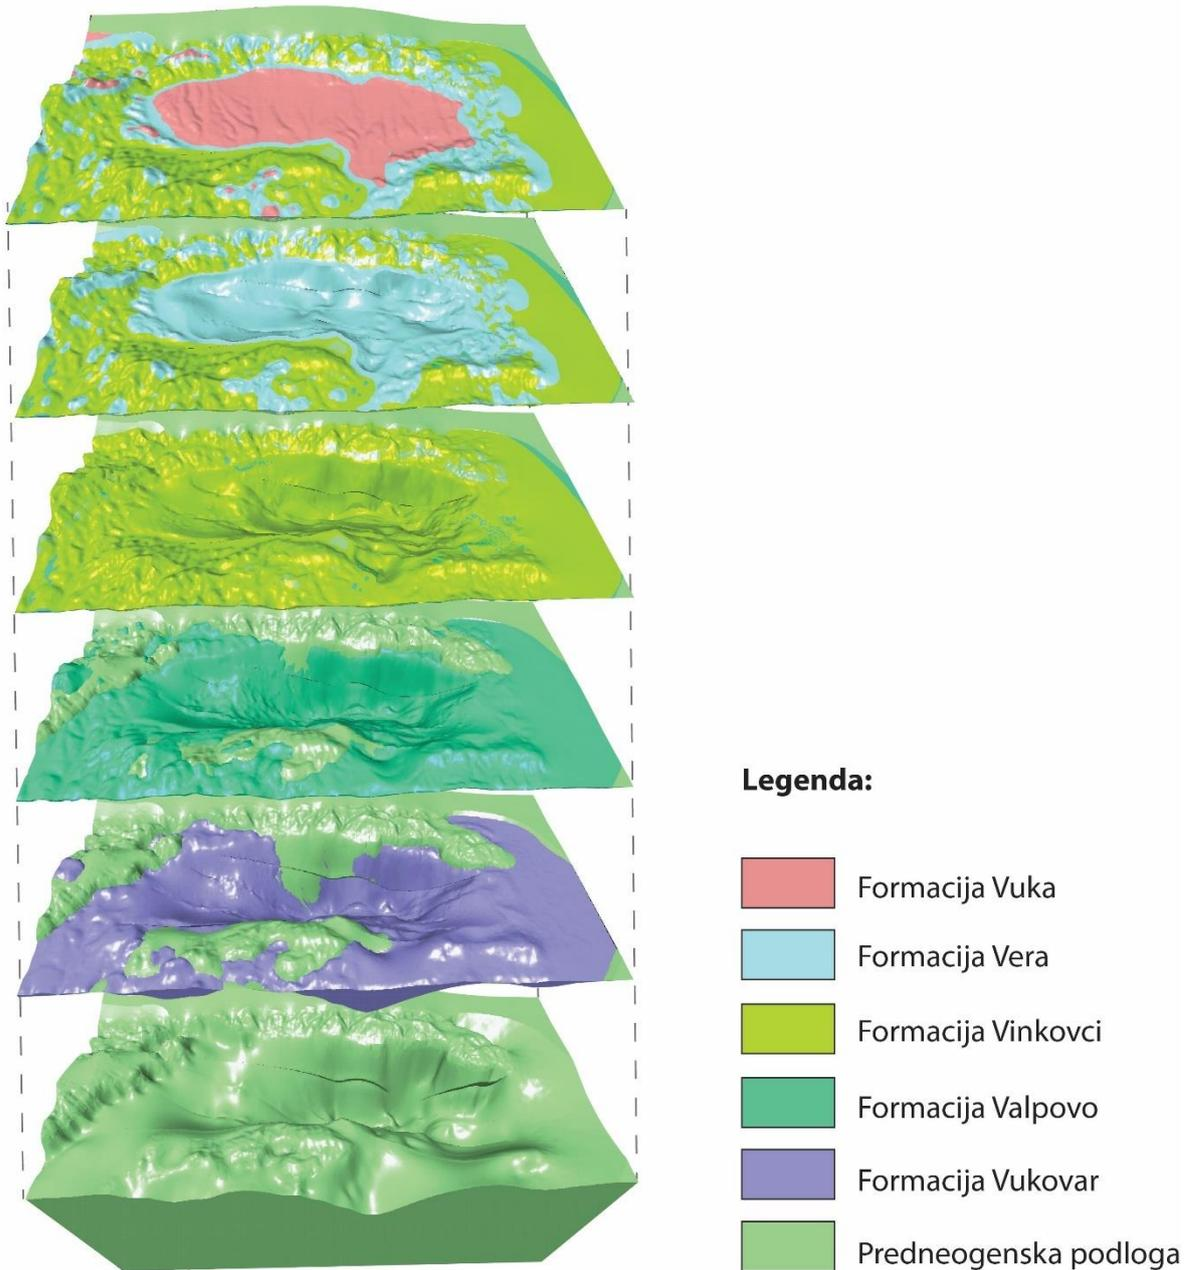 Legenda:
Formacija Vuka
Formacija Vera
Formacija Vinkovci
Formacija Valpovo
Formacija Vukovar
Predneogenska podloga